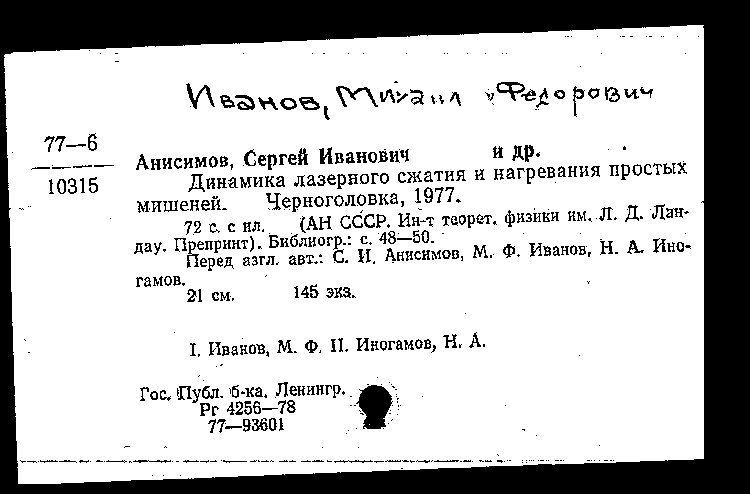 Иванов, Михаил Федорович
77—6
10315
Анисимов, Сергей Иванович и др.
Динамика лазерного сжатия и нагревания простых
мишеней. Черноголовка, 1977.
72 с. с ил. (АН СССР. Ин-т теорет. физики им. Л. Д. Лан-
дау. Препринт). Библиогр.: с. 48—50.
Перед загл. авт.: С. И. Анисимов, М. Ф. Иванов, Н. А. Ино-
гамов.
21 см. 145 экз.
I. Иванов, М. Ф. II. Иногамов, Н. А.
Гос. Публ. б-ка. Ленингр.
Рг 4256—78
77—93601